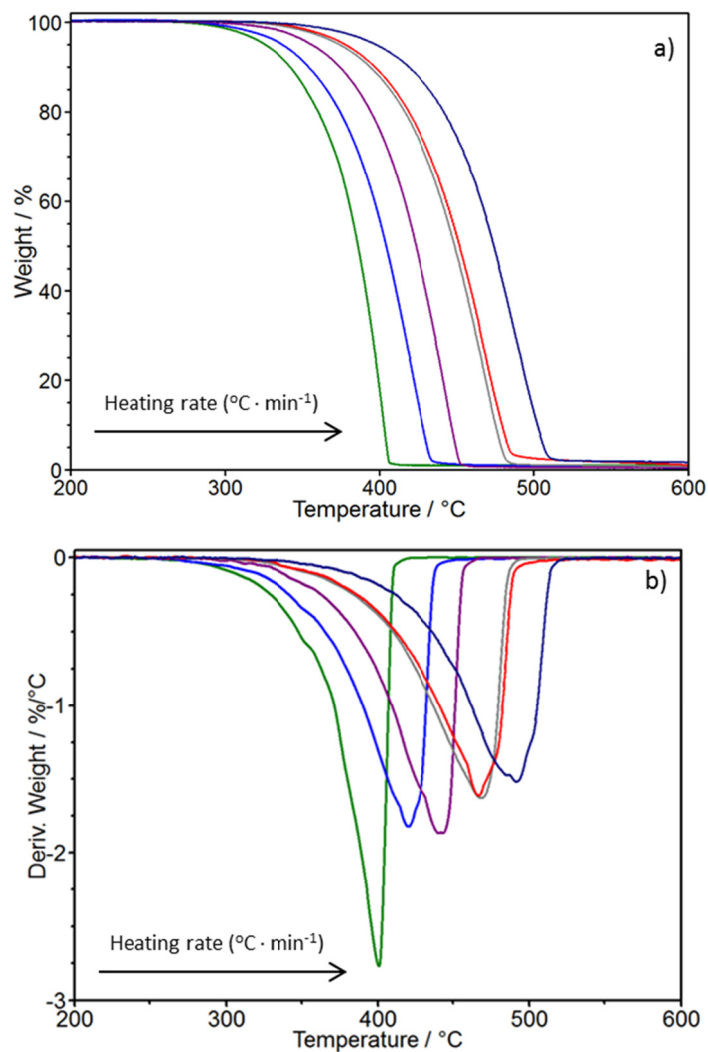 100
a)
80
60
Weight / %
40
20
Heating rate (°C · min⁻¹)
0
200 300 400 500 600
Temperature / °C
0
b)
-1
Deriv. Weight / %/°C
-2
Heating rate (°C · min⁻¹)
-3
200 300 400 500 600
Temperature / °C